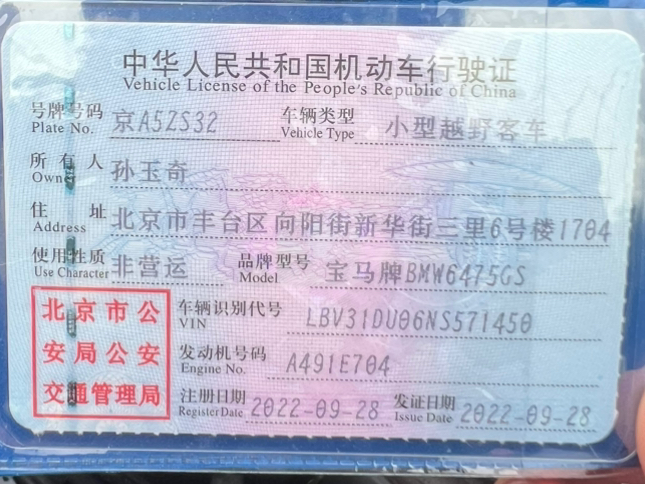 中华人民共和国机动车行驶证
Vehicle License of the People's Republic of China
号牌号码 京A5ZS32 车辆类型 小型越野客车
Plate No. Vehicle Type
所有人 孙玉奇
Owner
住址 北京市丰台区向阳街新华街三里6号楼1704
Address
使用性质 非营运 品牌型号 宝马牌BMW6475GS
Use Character Model
北京市公安局公安交通管理局
车辆识别代号 LBV31DU06NS571450
VIN
发动机号码 A491E704
Engine No.
注册日期 2022-09-28 发证日期 2022-09-28
Register Date Issue Date